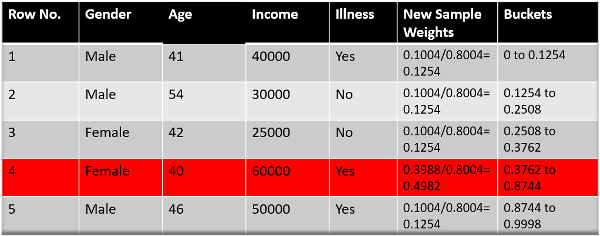 Row No. Gender Age Income Illness New Sample Buckets
Weights
1 Male 41 40000 Yes 0.1004/0.8004= 0 to 0.1254
0.1254
2 Male 54 30000 No 0.1004/0.8004= 0.1254 to
0.1254 0.2508
3 Female 42 25000 No 0.1004/0.8004= 0.2508 to
0.1254 0.3762
4 Female 40 60000 Yes 0.3988/0.8004= 0.3762 to
0.4982 0.8744
5 Male 46 50000 Yes 0.1004/0.8004= 0.8744 to
0.1254 0.9998